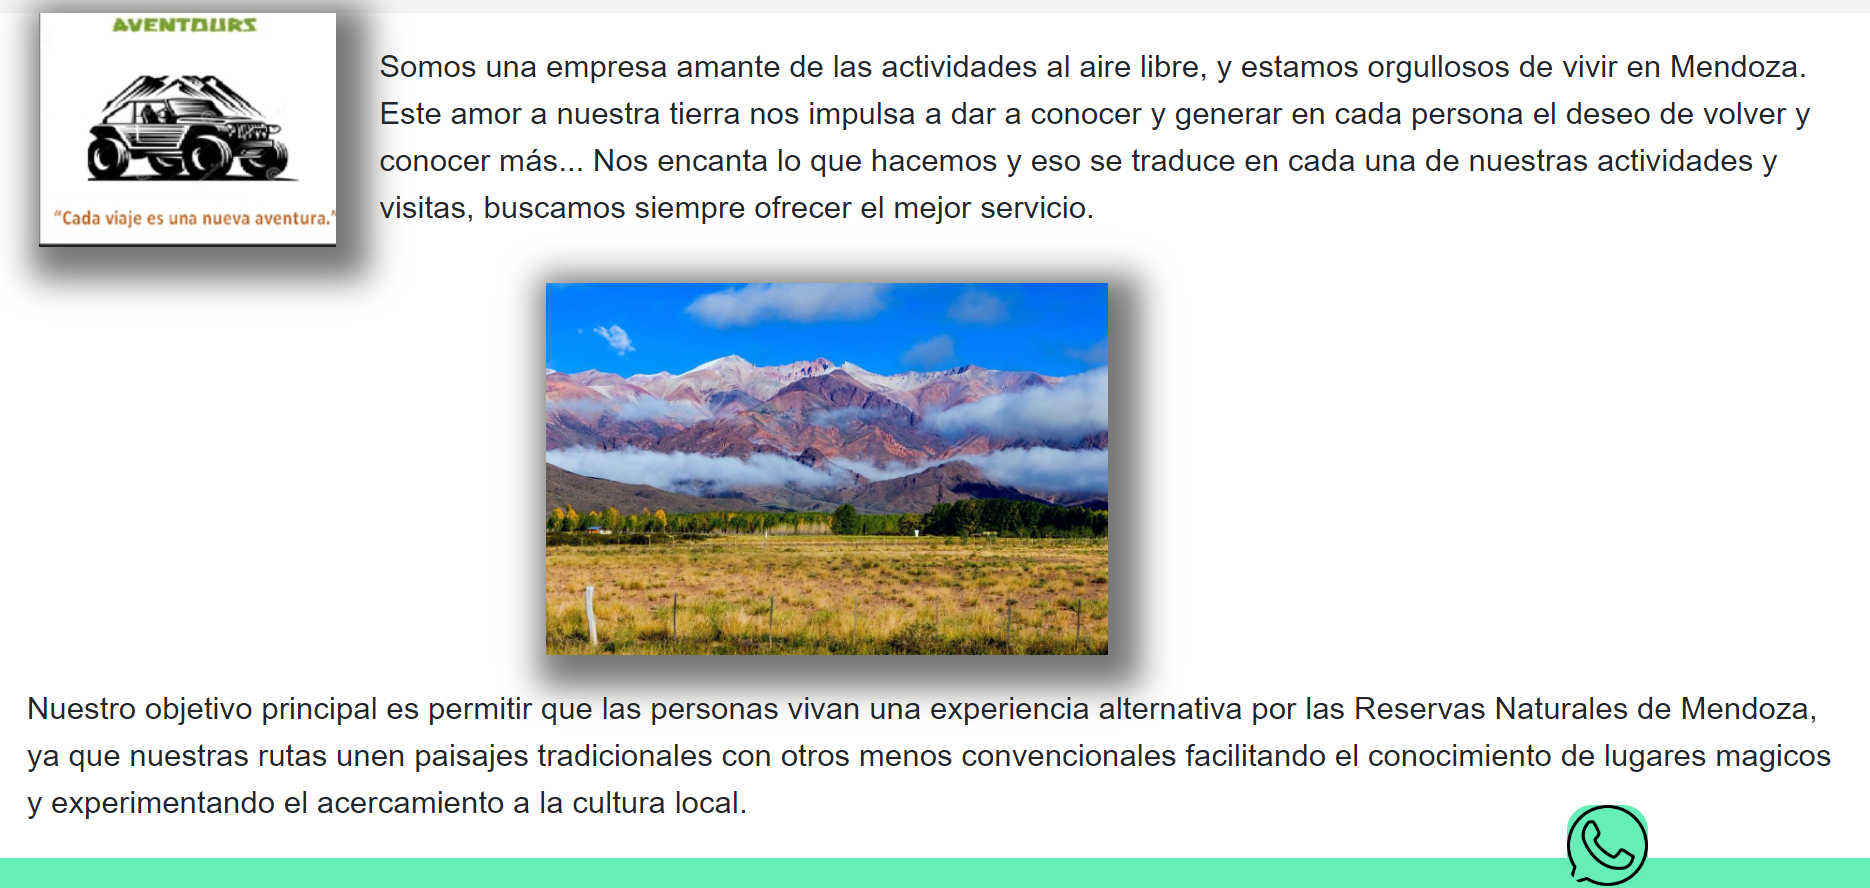 AVENTOURS
“Cada viaje es una nueva aventura.”
Somos una empresa amante de las actividades al aire libre, y estamos orgullosos de vivir en Mendoza.
Este amor a nuestra tierra nos impulsa a dar a conocer y generar en cada persona el deseo de volver y
conocer más... Nos encanta lo que hacemos y eso se traduce en cada una de nuestras actividades y
visitas, buscamos siempre ofrecer el mejor servicio.
Nuestro objetivo principal es permitir que las personas vivan una experiencia alternativa por las Reservas Naturales de Mendoza,
ya que nuestras rutas unen paisajes tradicionales con otros menos convencionales facilitando el conocimiento de lugares magicos
y experimentando el acercamiento a la cultura local.